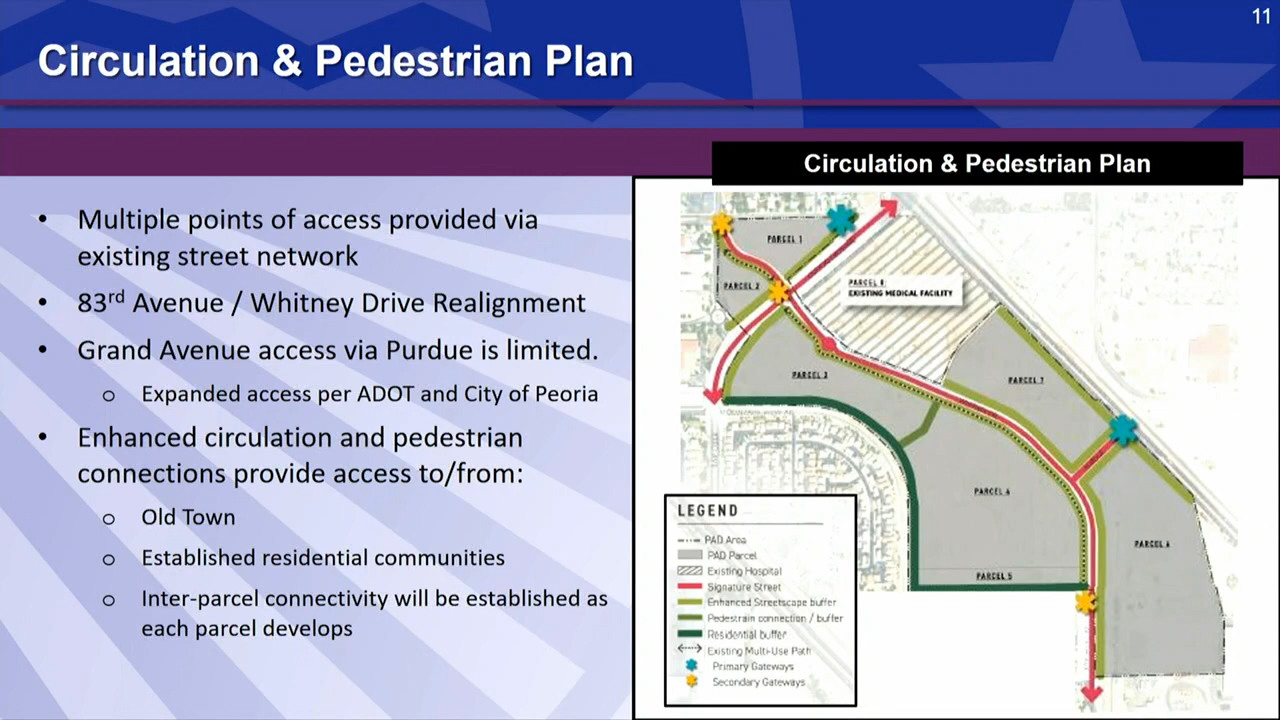 11
Circulation & Pedestrian Plan
Circulation & Pedestrian Plan
• Multiple points of access provided via
existing street network
• 83rd Avenue / Whitney Drive Realignment
• Grand Avenue access via Purdue is limited.
o Expanded access per ADOT and City of Peoria
• Enhanced circulation and pedestrian
connections provide access to/from:
o Old Town
o Established residential communities
o Inter-parcel connectivity will be established as
each parcel develops
PARCEL 1
PARCEL 2
PARCEL 8:
EXISTING MEDICAL FACILITY
PARCEL 3
PARCEL 7
PARCEL 4
PARCEL 6
PARCEL 5
LEGEND
PAD Area
PAD Parcel
Existing Hospital
Signature Street
Enhanced Streetscape buffer
Pedestrain connection / buffer
Residential buffer
Existing Multi-Use Path
Primary Gateways
Secondary Gateways